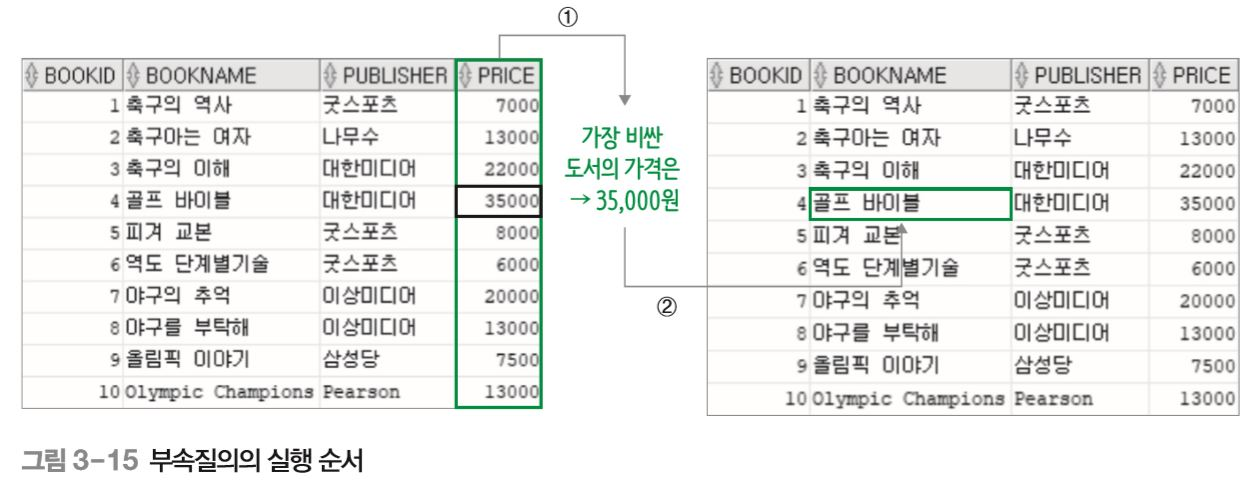 ①
BOOKID BOOKNAME PUBLISHER PRICE
1 축구의 역사 굿스포츠 7000
2 축구아는 여자 나무수 13000
3 축구의 이해 대한미디어 22000
4 골프 바이블 대한미디어 35000
5 피겨 교본 굿스포츠 8000
6 역도 단계별기술 굿스포츠 6000
7 야구의 추억 이상미디어 20000
8 야구를 부탁해 이상미디어 13000
9 올림픽 이야기 삼성당 7500
10 Olympic Champions Pearson 13000
가장 비싼
도서의 가격은
→ 35,000원
②
BOOKID BOOKNAME PUBLISHER PRICE
1 축구의 역사 굿스포츠 7000
2 축구아는 여자 나무수 13000
3 축구의 이해 대한미디어 22000
4 골프 바이블 대한미디어 35000
5 피겨 교본 굿스포츠 8000
6 역도 단계별기술 굿스포츠 6000
7 야구의 추억 이상미디어 20000
8 야구를 부탁해 이상미디어 13000
9 올림픽 이야기 삼성당 7500
10 Olympic Champions Pearson 13000
그림 3-15 부속질의의 실행 순서